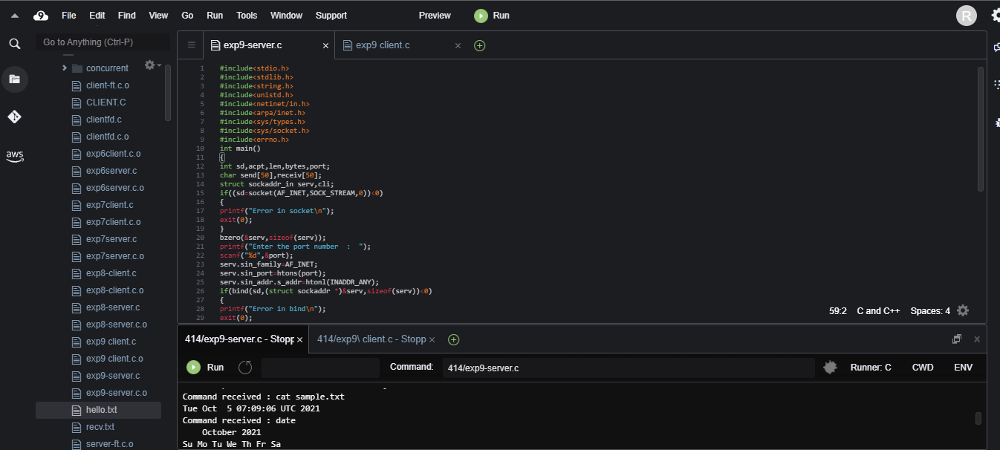 File Edit Find View Go Run Tools Window Support Preview Run R
Go to Anything (Ctrl-P)
aws
concurrent
client-ft.c.o
CLIENT.C
clientfd.c
clientfd.c.o
exp6client.c.o
exp6server.c
exp6server.c.o
exp7client.c
exp7client.c.o
exp7server.c
exp7server.c.o
exp8-client.c
exp8-client.c.o
exp8-server.c
exp8-server.c.o
exp9 client.c
exp9 client.c.o
exp9-server.c
exp9-server.c.o
hello.txt
recv.txt
server-ft.c.o
exp9-server.c exp9 client.c
1 #include<stdio.h>
2 #include<stdlib.h>
3 #include<string.h>
4 #include<unistd.h>
5 #include<netinet/in.h>
6 #include<arpa/inet.h>
7 #include<sys/types.h>
8 #include<sys/socket.h>
9 #include<errno.h>
10 int main()
11 {
12 int sd,acpt,len,bytes,port;
13 char send[50],receiv[50];
14 struct sockaddr_in serv,cli;
15 if((sd=socket(AF_INET,SOCK_STREAM,0))<0)
16 {
17 printf("Error in socket\n");
18 exit(0);
19 }
20 bzero(&serv,sizeof(serv));
21 printf("Enter the port number  :  ");
22 scanf("%d",&port);
23 serv.sin_family=AF_INET;
24 serv.sin_port=htons(port);
25 serv.sin_addr.s_addr=htonl(INADDR_ANY);
26 if(bind(sd,(struct sockaddr *)&serv,sizeof(serv))<0)
27 {
28 printf("Error in bind\n");
29 exit(0);
59:2 C and C++ Spaces: 4
414/exp9-server.c - Stopp 414/exp9\ client.c - Stopp
Run Command: 414/exp9-server.c Runner: C CWD ENV
Command received : cat sample.txt
Tue Oct  5 07:09:06 UTC 2021
Command received : date
October 2021
Su Mo Tu We Th Fr Sa